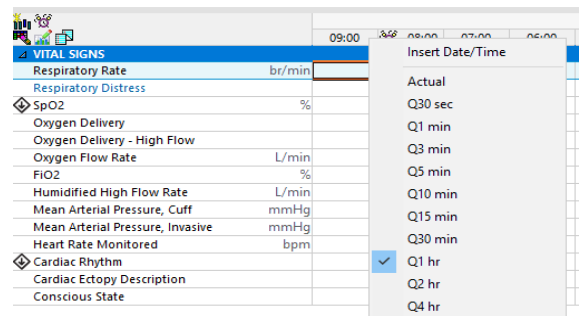 09:00 08:00 07:00 06:00
VITAL SIGNS
Respiratory Rate br/min
Respiratory Distress
SpO2 %
Oxygen Delivery
Oxygen Delivery - High Flow
Oxygen Flow Rate L/min
FiO2 %
Humidified High Flow Rate L/min
Mean Arterial Pressure, Cuff mmHg
Mean Arterial Pressure, Invasive mmHg
Heart Rate Monitored bpm
Cardiac Rhythm
Cardiac Ectopy Description
Conscious State
Insert Date/Time
Actual
Q30 sec
Q1 min
Q3 min
Q5 min
Q10 min
Q15 min
Q30 min
Q1 hr
Q2 hr
Q4 hr